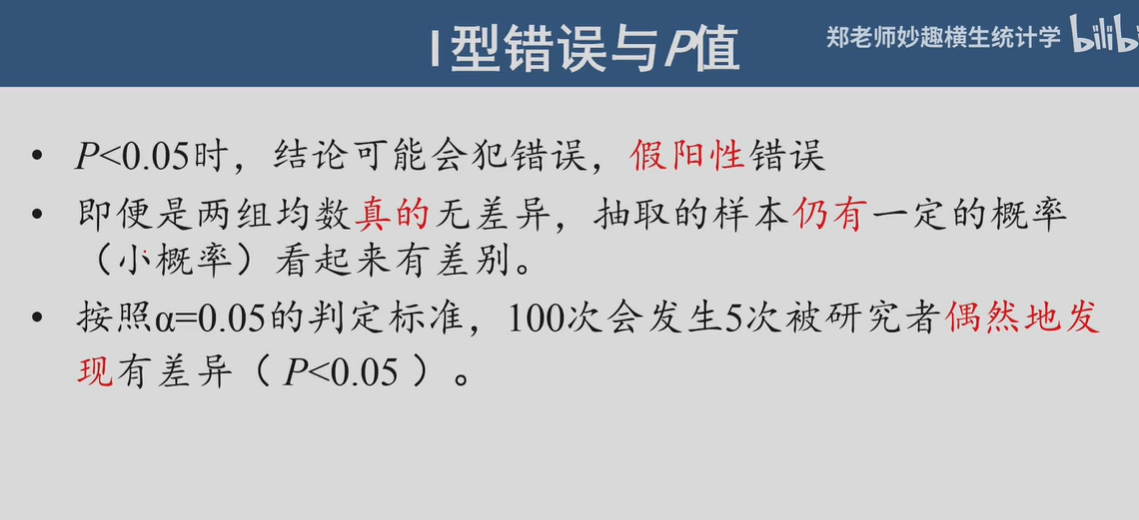 I型错误与P值
郑老师妙趣横生统计学 bilib
• P<0.05时，结论可能会犯错误，假阳性错误
• 即便是两组均数真的无差异，抽取的样本仍有一定的概率
（小概率）看起来有差别。
• 按照α=0.05的判定标准，100次会发生5次被研究者偶然地发
现有差异（ P<0.05 ）。